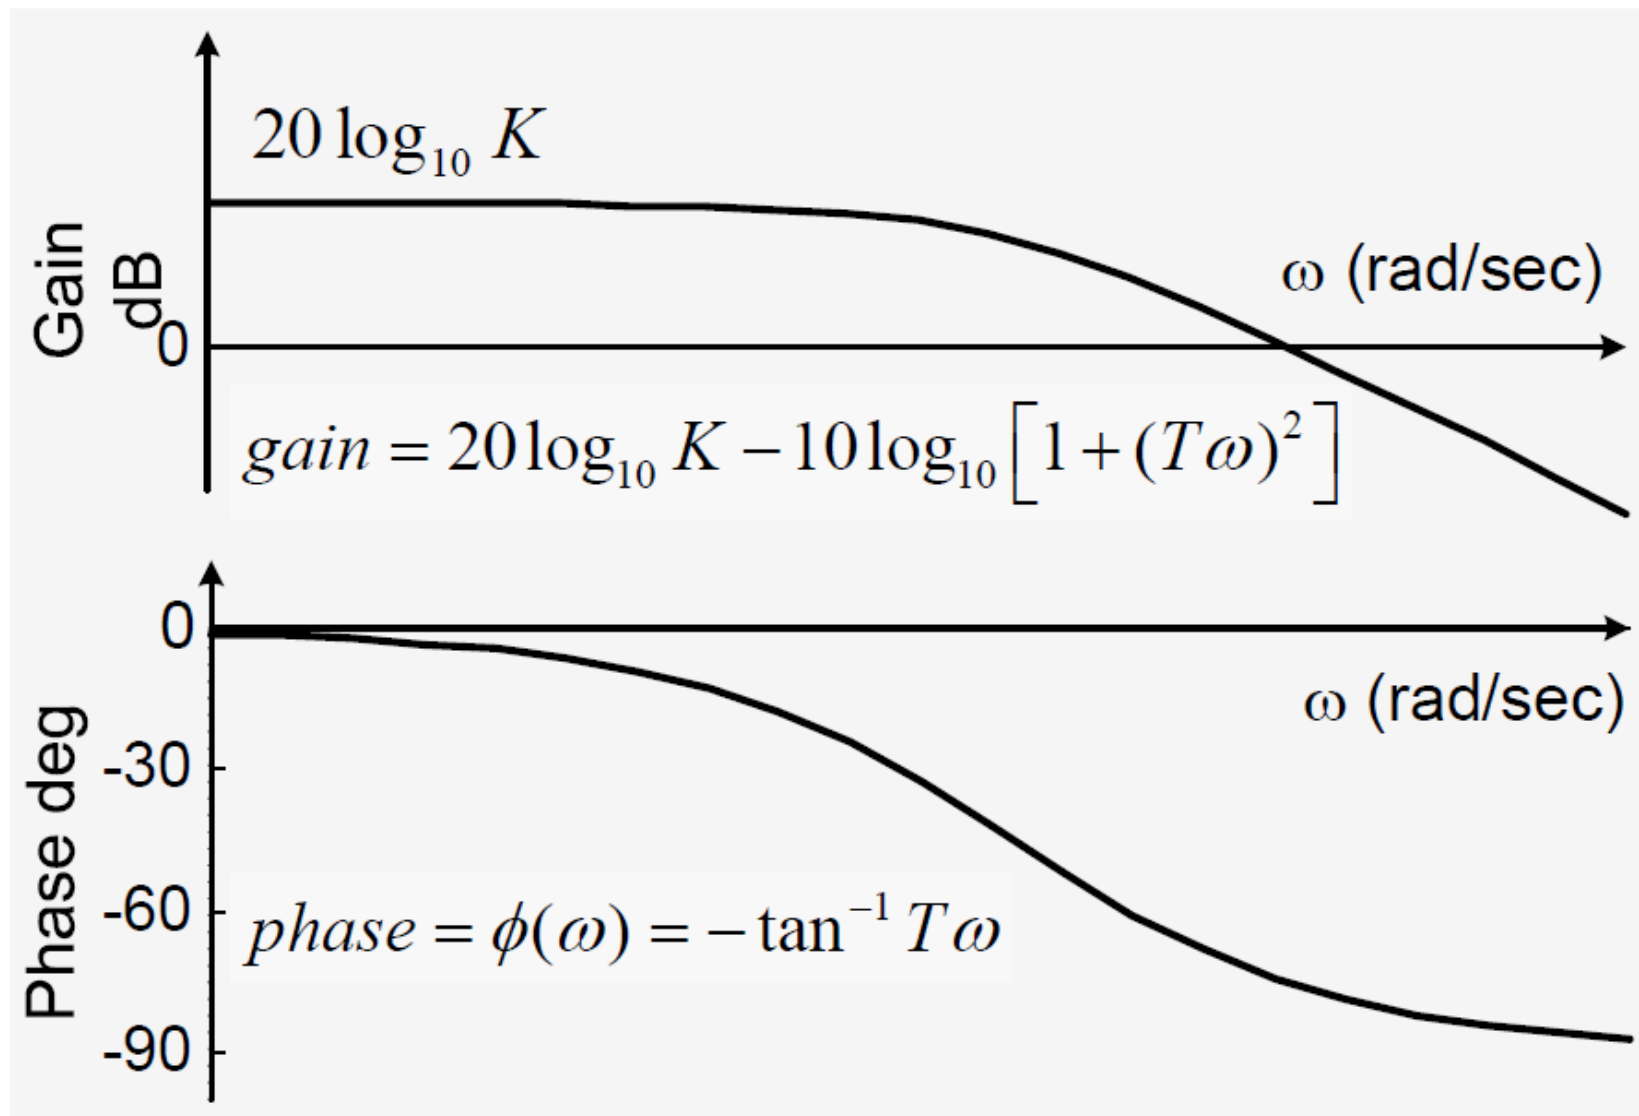 20 log₁₀ K
Gain
dB
ω (rad/sec)
0
gain = 20 log₁₀ K − 10 log₁₀ [1 + (Tω)²]
0
ω (rad/sec)
Phase deg
-30
-60
phase = ϕ(ω) = − tan⁻¹ Tω
-90